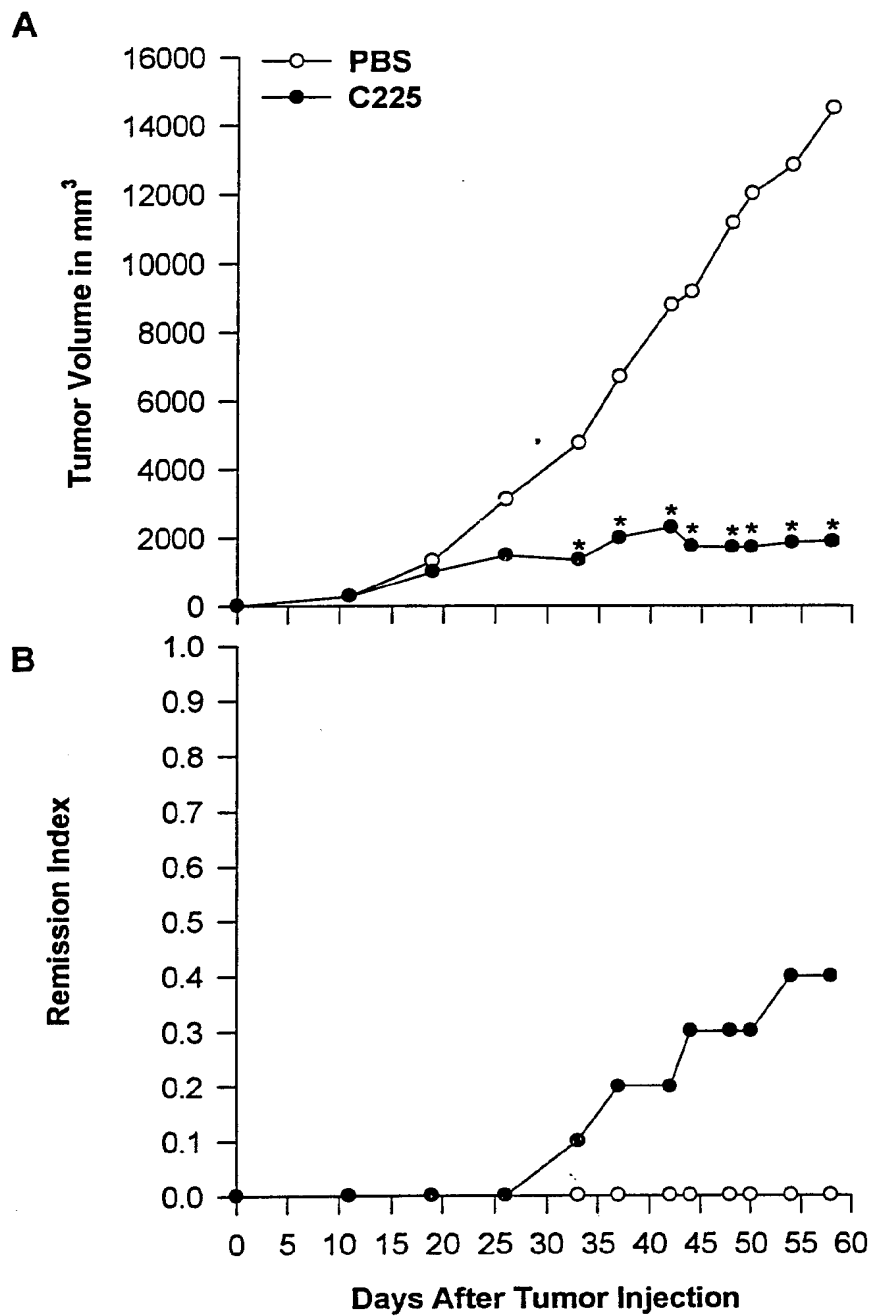 A
PBS
C225
16000
14000
12000
10000
8000
6000
4000
2000
0
Tumor Volume in mm³
* * * * * * * *
B
1.0
0.9
0.8
0.7
0.6
0.5
0.4
0.3
0.2
0.1
0.0
Remission Index
0 5 10 15 20 25 30 35 40 45 50 55 60
Days After Tumor Injection